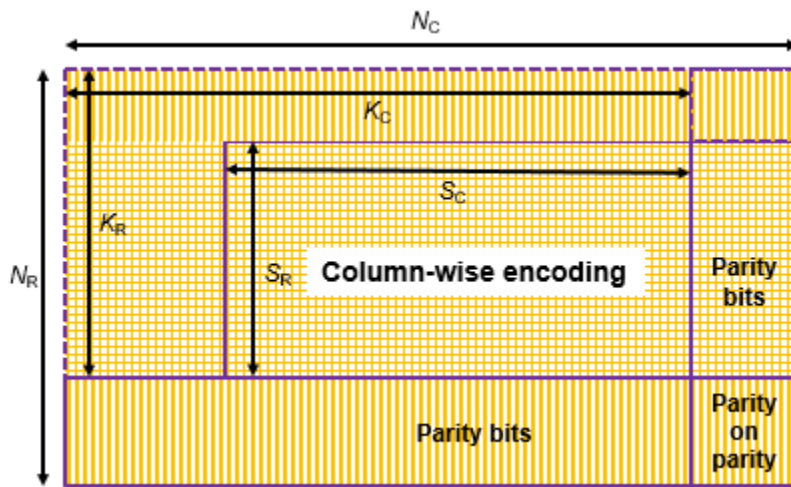 N_C
K_C
S_C
K_R
N_R
S_R
Column-wise encoding
Parity
bits
Parity bits
Parity
on
parity